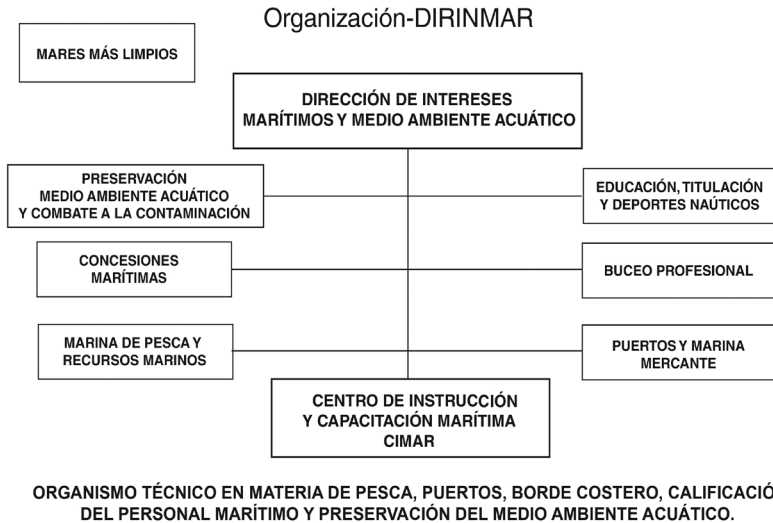 Organización-DIRINMAR
MARES MÁS LIMPIOS
DIRECCIÓN DE INTERESES
MARÍTIMOS Y MEDIO AMBIENTE ACUÁTICO
PRESERVACIÓN
MEDIO AMBIENTE ACUÁTICO
Y COMBATE A LA CONTAMINACIÓN
EDUCACIÓN, TITULACIÓN
Y DEPORTES NAÚTICOS
CONCESIONES
MARÍTIMAS
BUCEO PROFESIONAL
MARINA DE PESCA Y
RECURSOS MARINOS
PUERTOS Y MARINA
MERCANTE
CENTRO DE INSTRUCCIÓN
Y CAPACITACIÓN MARÍTIMA
CIMAR
ORGANISMO TÉCNICO EN MATERIA DE PESCA, PUERTOS, BORDE COSTERO, CALIFICACIÓ
DEL PERSONAL MARÍTIMO Y PRESERVACIÓN DEL MEDIO AMBIENTE ACUÁTICO.